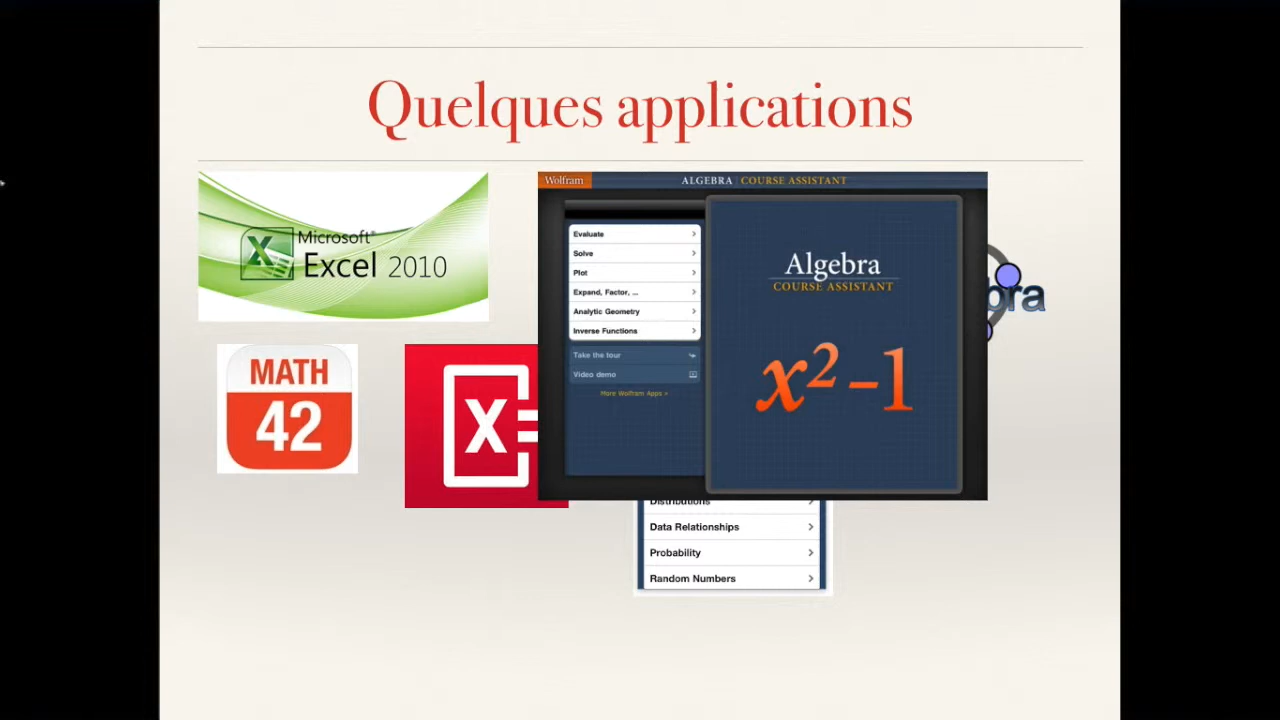 Quelques applications
Microsoft®
Excel 2010
Wolfram
ALGEBRA COURSE ASSISTANT
Evaluate
Solve
Plot
Expand, Factor, ...
Analytic Geometry
Inverse Functions
Take the tour
Video demo
More Wolfram Apps »
Algebra
COURSE ASSISTANT
x²-1
bra
MATH
42
X
Distributions
Data Relationships
Probability
Random Numbers